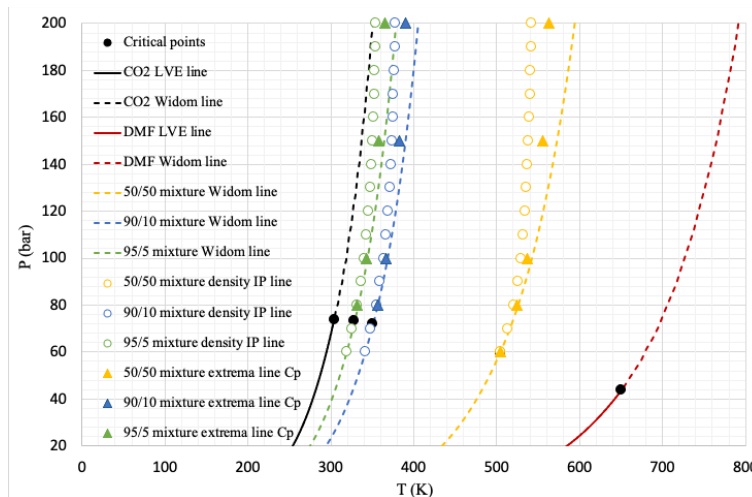 200
180
160
140
120
100
80
60
40
20
P (bar)
Critical points
CO2 LVE line
CO2 Widom line
DMF LVE line
DMF Widom line
50/50 mixture Widom line
90/10 mixture Widom line
95/5 mixture Widom line
50/50 mixture density IP line
90/10 mixture density IP line
95/5 mixture density IP line
50/50 mixture extrema line Cp
90/10 mixture extrema line Cp
95/5 mixture extrema line Cp
0 100 200 300 400 500 600 700 800
T (K)